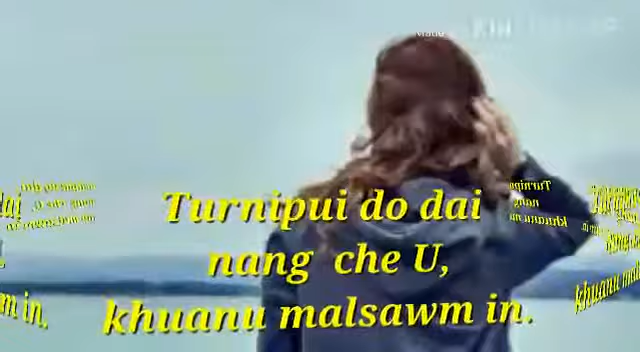 Turnipui do dai
nang che U,
khuanu malsawm in.